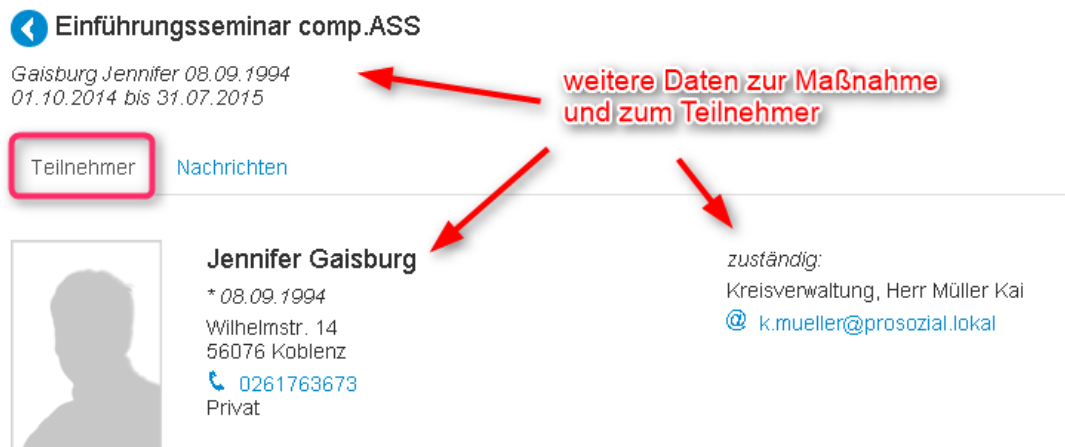 Einführungsseminar comp.ASS
Gaisburg Jennifer 08.09.1994
01.10.2014 bis 31.07.2015
weitere Daten zur Maßnahme
und zum Teilnehmer
Teilnehmer
Nachrichten
Jennifer Gaisburg
* 08.09.1994
Wilhelmstr. 14
56076 Koblenz
0261763673
Privat
zuständig:
Kreisverwaltung, Herr Müller Kai
@ k.mueller@prosozial.lokal